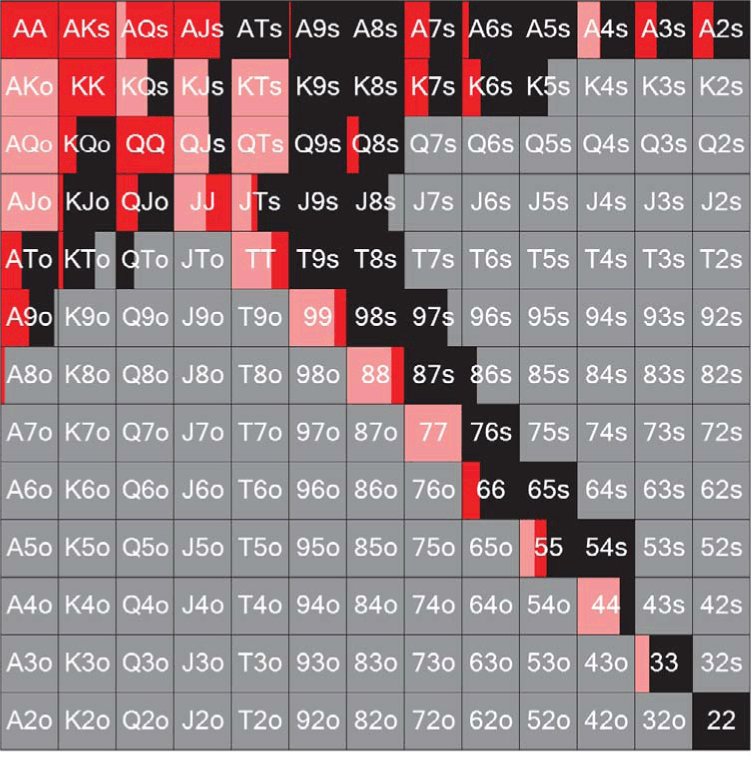 AA AKs AQs AJs ATs A9s A8s A7s A6s A5s A4s A3s A2s
AKo KK KQs KJs KTs K9s K8s K7s K6s K5s K4s K3s K2s
AQo KQo QQ QJs QTs Q9s Q8s Q7s Q6s Q5s Q4s Q3s Q2s
AJo KJo QJo JJ JTs J9s J8s J7s J6s J5s J4s J3s J2s
ATo KTo QTo JTo TT T9s T8s T7s T6s T5s T4s T3s T2s
A9o K9o Q9o J9o T9o 99 98s 97s 96s 95s 94s 93s 92s
A8o K8o Q8o J8o T8o 98o 88 87s 86s 85s 84s 83s 82s
A7o K7o Q7o J7o T7o 97o 87o 77 76s 75s 74s 73s 72s
A6o K6o Q6o J6o T6o 96o 86o 76o 66 65s 64s 63s 62s
A5o K5o Q5o J5o T5o 95o 85o 75o 65o 55 54s 53s 52s
A4o K4o Q4o J4o T4o 94o 84o 74o 64o 54o 44 43s 42s
A3o K3o Q3o J3o T3o 93o 83o 73o 63o 53o 43o 33 32s
A2o K2o Q2o J2o T2o 92o 82o 72o 62o 52o 42o 32o 22